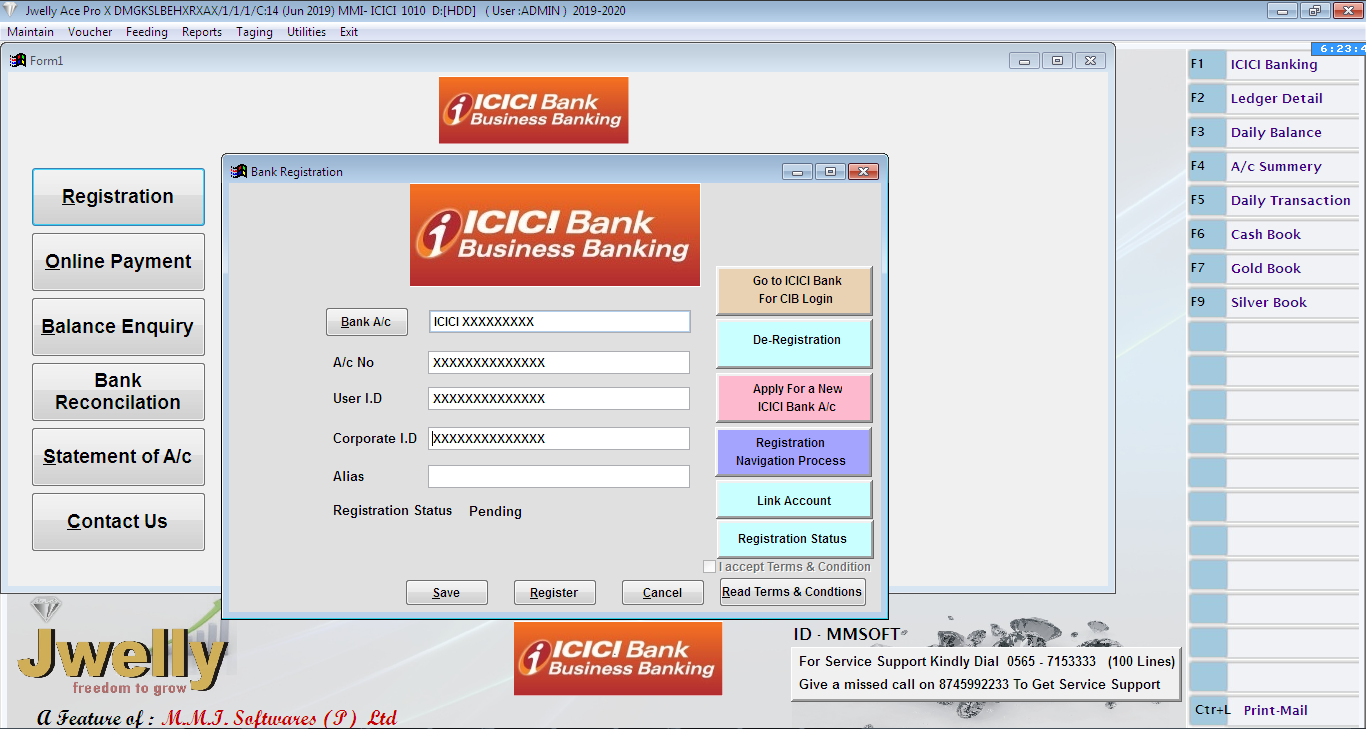 Jwelly Ace Pro X DMGKSLBEHXRXAX/1/1/1/C:14 (Jun 2019) MMI- ICICI 1010 D:[HDD] ( User :ADMIN ) 2019-2020
Maintain Voucher Feeding Reports Taging Utilities Exit
6:23:4
Form1
ICICI Bank
Business Banking
Registration
Online Payment
Balance Enquiry
Bank
Reconcilation
Statement of A/c
Contact Us
Bank Registration
ICICI Bank
Business Banking
Bank A/c ICICI XXXXXXXXX
A/c No XXXXXXXXXXXXXX
User I.D XXXXXXXXXXXXXX
Corporate I.D XXXXXXXXXXXXXX
Alias
Registration Status Pending
Go to ICICI Bank
For CIB Login
De-Registration
Apply For a New
ICICI Bank A/c
Registration
Navigation Process
Link Account
Registration Status
I accept Terms & Condition
Save Register Cancel Read Terms & Condtions
F1 ICICI Banking
F2 Ledger Detail
F3 Daily Balance
F4 A/c Summery
F5 Daily Transaction
F6 Cash Book
F7 Gold Book
F9 Silver Book
Ctr+L Print-Mail
Jwelly
freedom to grow
A Feature of : M.M.I. Softwares (P) Ltd
ICICI Bank
Business Banking
ID - MMSOFT
For Service Support Kindly Dial 0565 - 7153333 (100 Lines)
Give a missed call on 8745992233 To Get Service Support